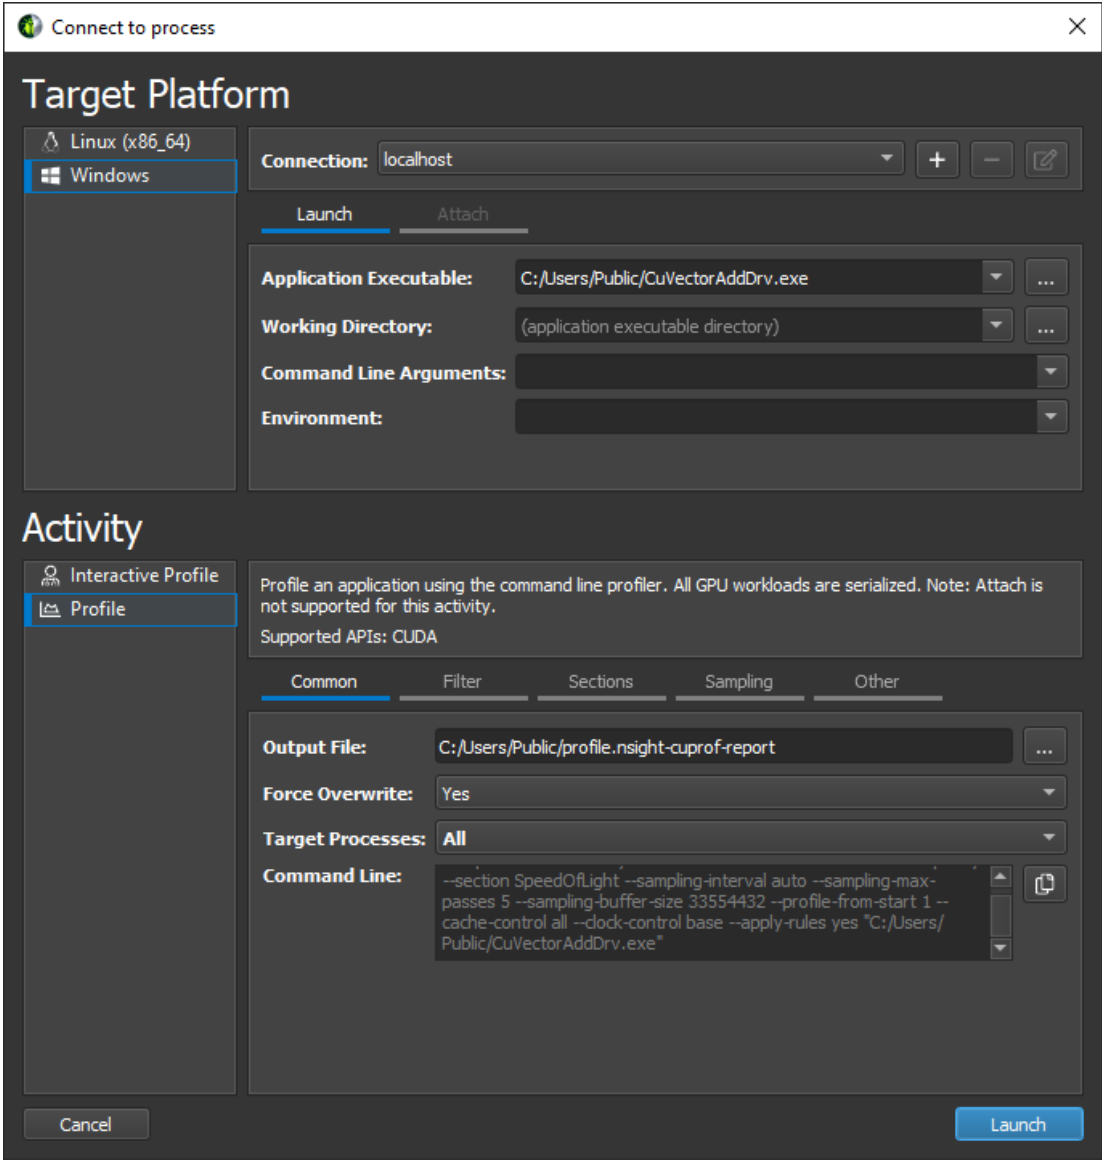 Connect to process
Target Platform
Linux (x86_64)
Windows
Connection:
localhost
+
Launch
Attach
Application Executable:
C:/Users/Public/CuVectorAddDrv.exe
...
Working Directory:
(application executable directory)
...
Command Line Arguments:
Environment:
Activity
Interactive Profile
Profile
Profile an application using the command line profiler. All GPU workloads are serialized. Note: Attach is
not supported for this activity.
Supported APIs: CUDA
Common
Filter
Sections
Sampling
Other
Output File:
C:/Users/Public/profile.nsight-cuprof-report
...
Force Overwrite:
Yes
Target Processes:
All
Command Line:
--section SpeedOfLight --sampling-interval auto --sampling-max-
passes 5 --sampling-buffer-size 33554432 --profile-from-start 1 --
cache-control all --clock-control base --apply-rules yes "C:/Users/
Public/CuVectorAddDrv.exe"
Cancel
Launch